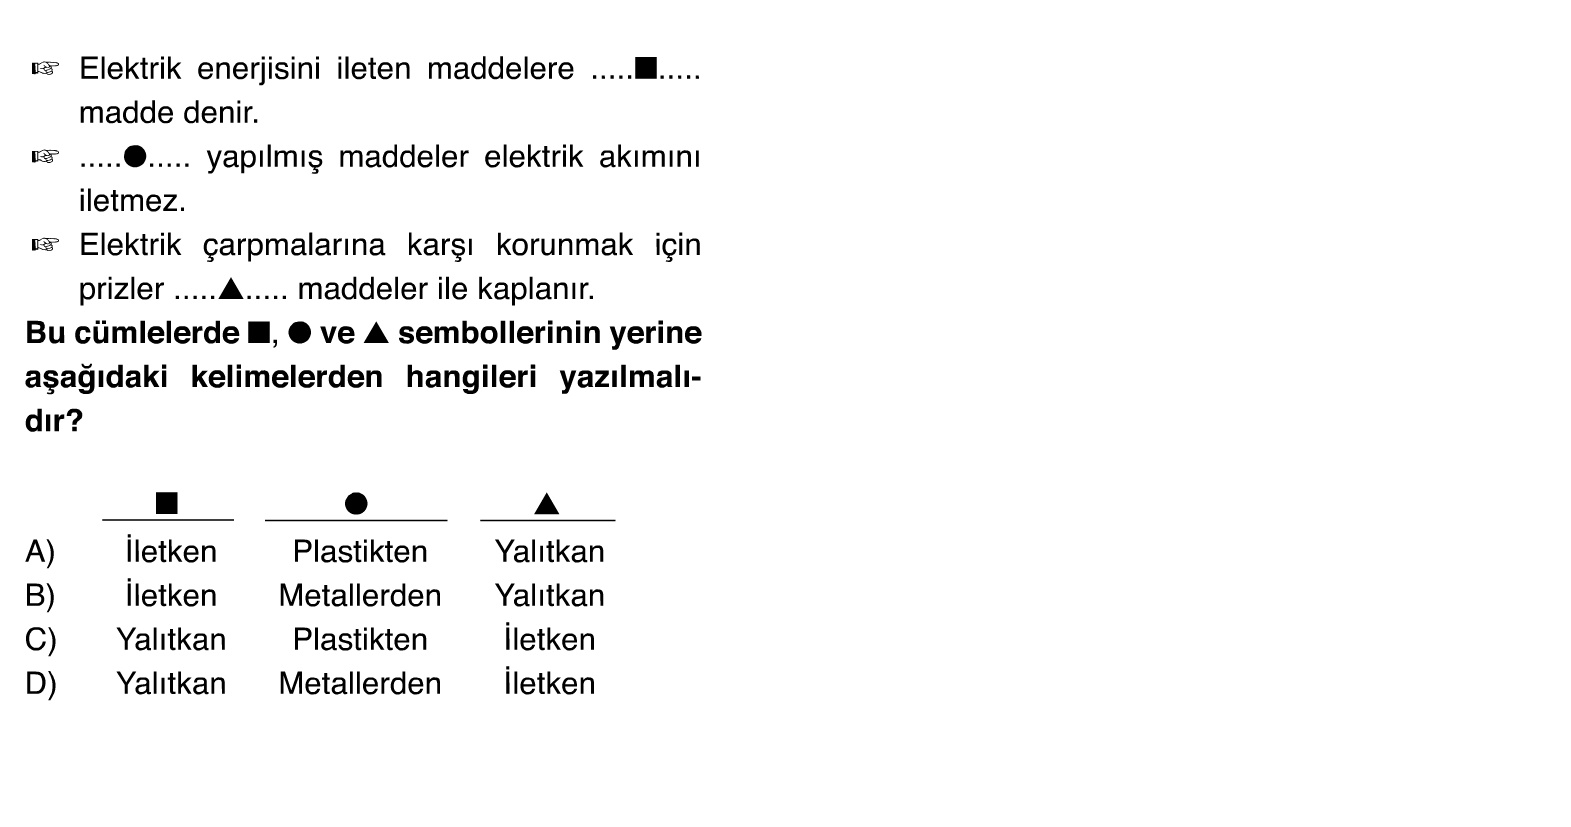 ☞ Elektrik enerjisini ileten maddelere .....■.....
madde denir.
☞ .....●..... yapılmış maddeler elektrik akımını
iletmez.
☞ Elektrik çarpmalarına karşı korunmak için
prizler .....▲..... maddeler ile kaplanır.
Bu cümlelerde ■, ● ve ▲ sembollerinin yerine
aşağıdaki kelimelerden hangileri yazılmalı-
dır?
■ ● ▲
A) İletken Plastikten Yalıtkan
B) İletken Metallerden Yalıtkan
C) Yalıtkan Plastikten İletken
D) Yalıtkan Metallerden İletken